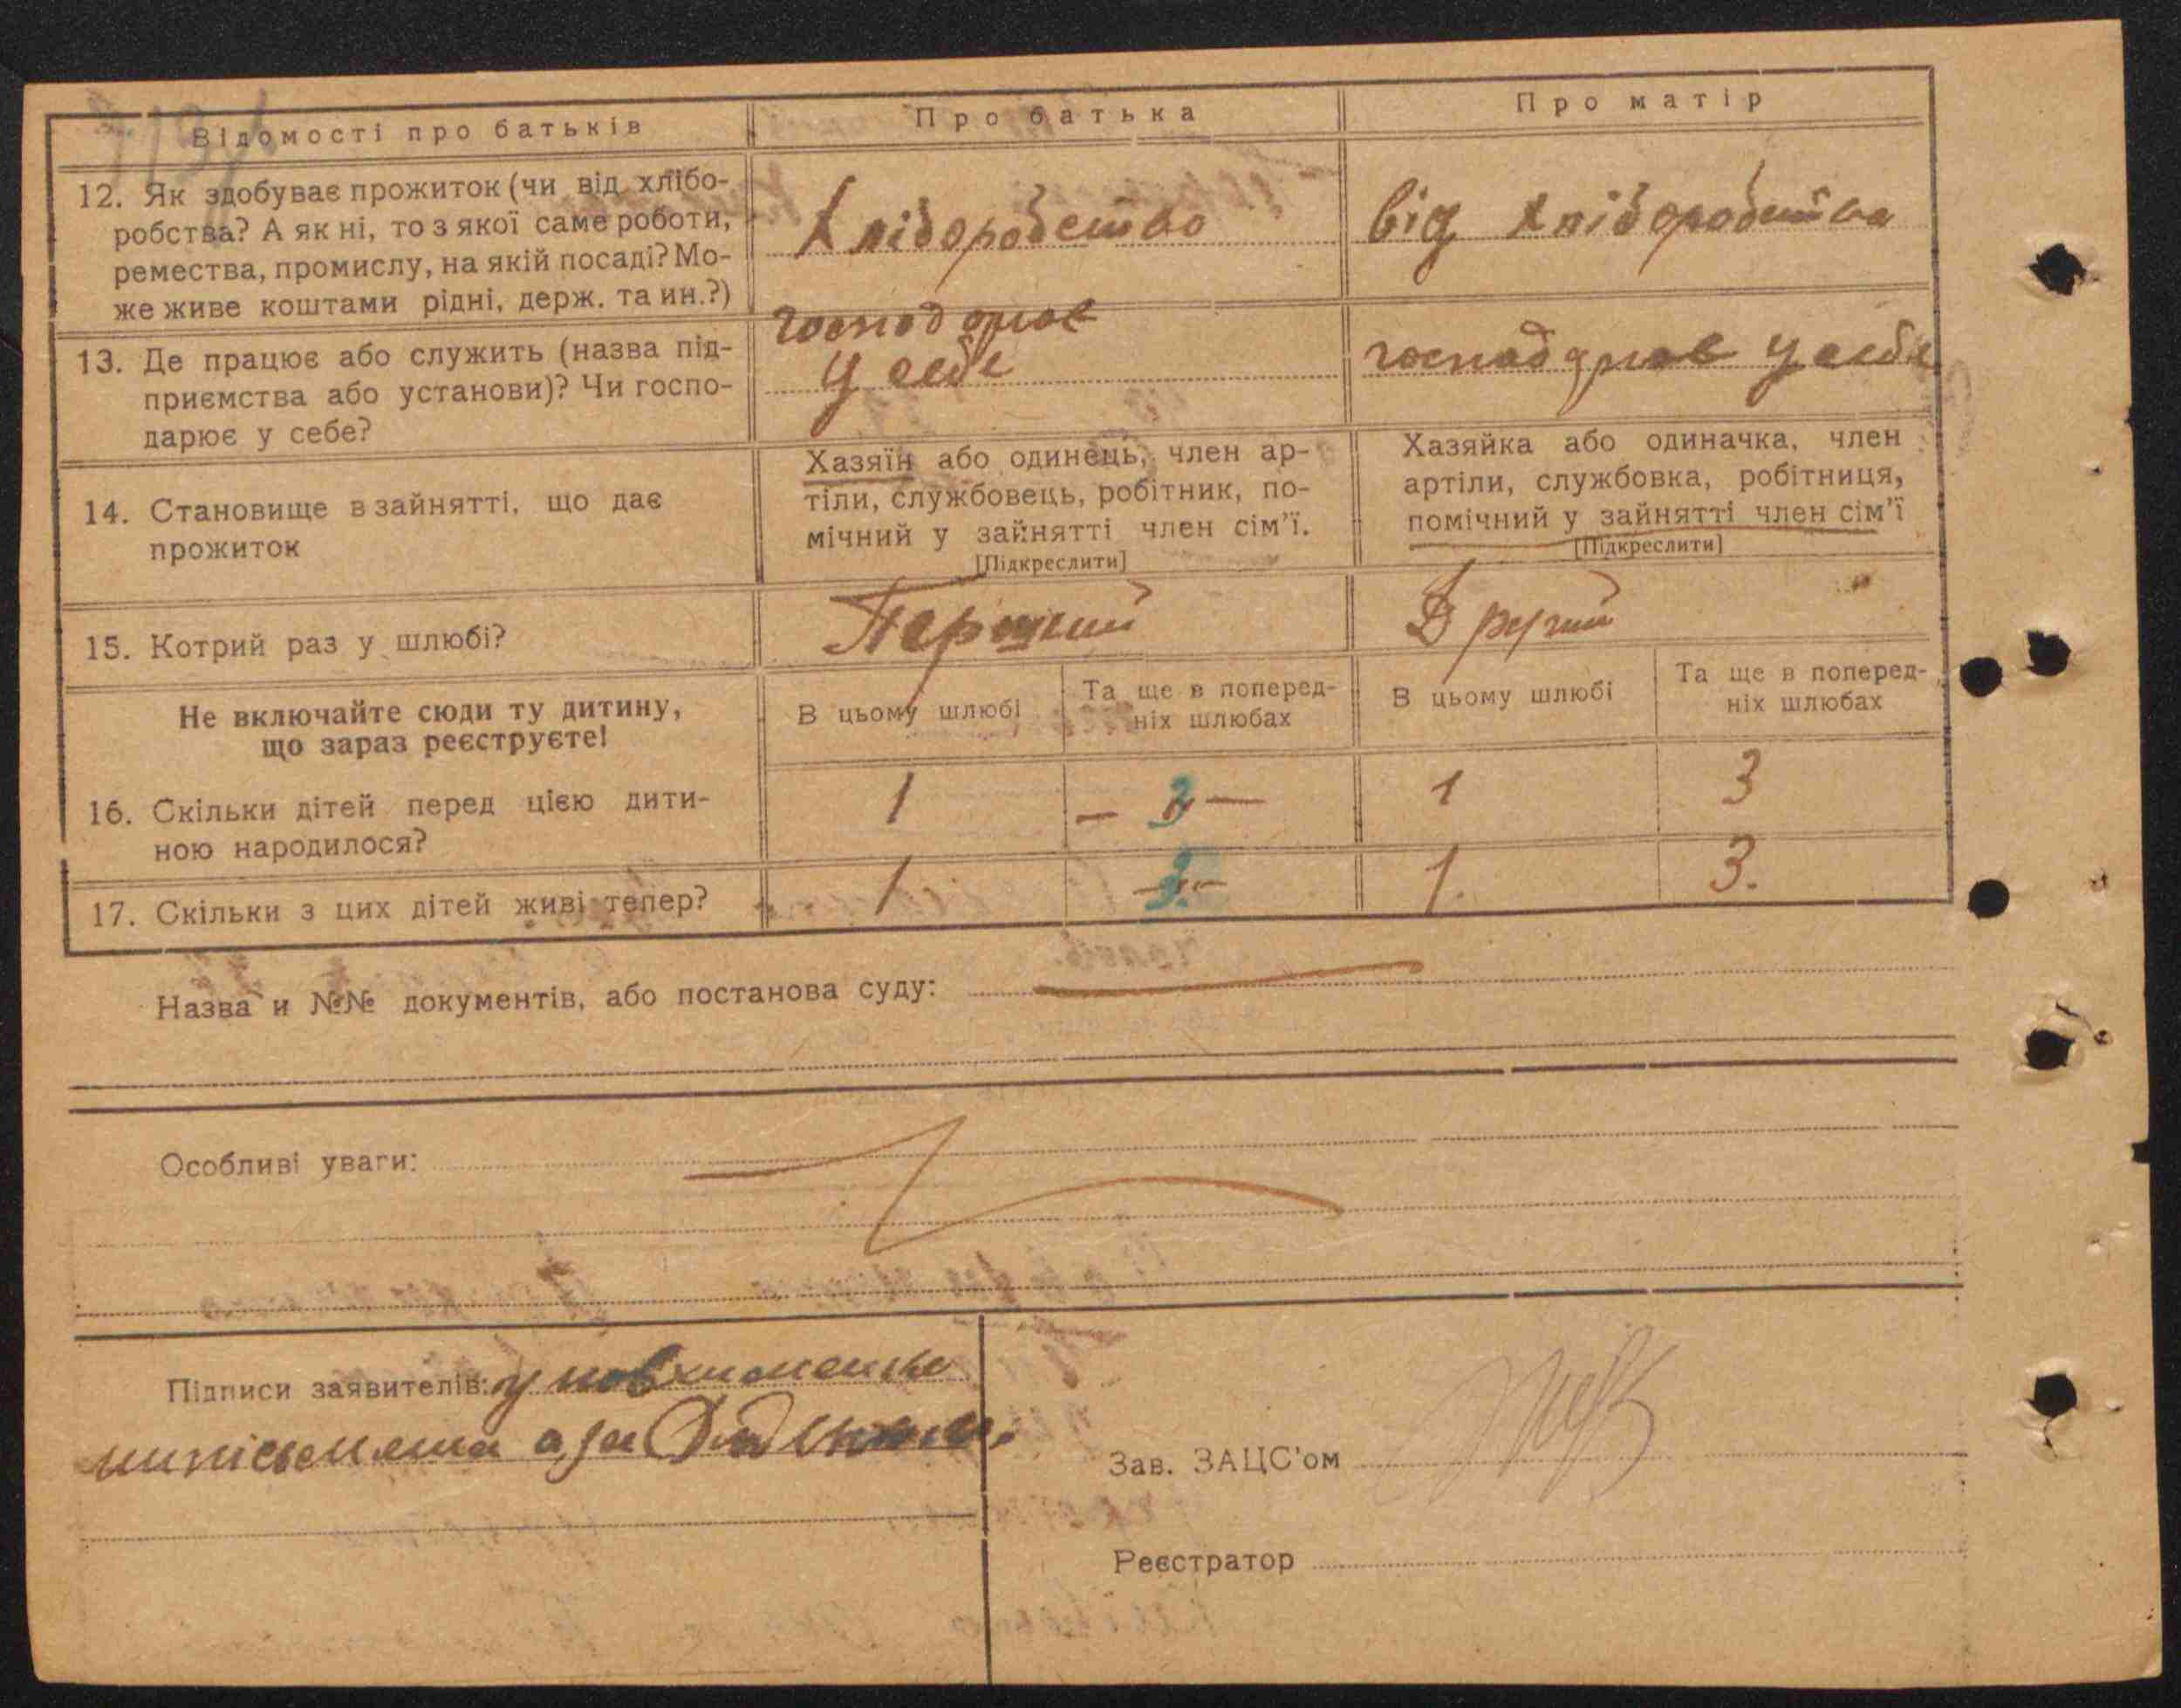 Відомості про батьків
Про батька
Про матір
12. Як здобуває прожиток (чи від хлібо-
робства? А як ні, то з якої саме роботи,
ремества, промислу, на якій посаді? Мо-
же живе коштами рідні, держ. та ин.?)
Хліборобство
від хліборобства
13. Де працює або служить (назва під-
приємства або установи)? Чи госпо-
дарює у себе?
господарює
у себе
господарює у себе
14. Становище в зайнятті, що дає
прожиток
Хазяїн або одинець, член ар-
тіли, службовець, робітник, по-
мічний у зайнятті член сім’ї.
[Підкреслити]
Хазяйка або одиначка, член
артіли, службовка, робітниця,
помічний у зайнятті член сім’ї
[Підкреслити]
15. Котрий раз у шлюбі?
Перший
Другий
Не включайте сюди ту дитину,
що зараз реєструєте!
В цьому шлюбі
Та ще в поперед-
ніх шлюбах
В цьому шлюбі
Та ще в поперед-
ніх шлюбах
16. Скільки дітей перед цією дити-
ною народилося?
1
3
1
3
17. Скільки з цих дітей живі тепер?
1
3.
1.
3.
Назва и №№ документів, або постанова суду:
Особливі уваги:
Підписи заявителів:
а за
Зав. ЗАЦС’ом
Реєстратор